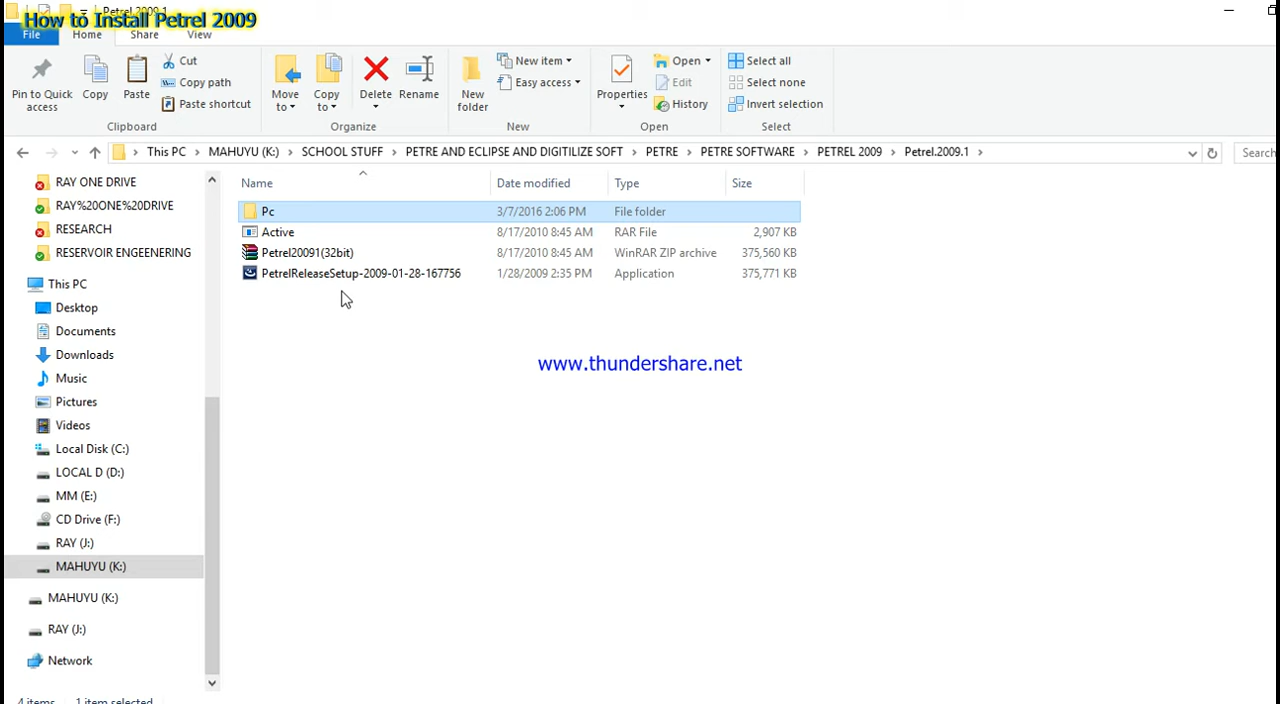 Petrel 2009.1
How to Install Petrel 2009
File Home Share View
Pin to Quick access
Copy
Paste
Cut
Copy path
Paste shortcut
Clipboard
Move to
Copy to
Delete
Rename
Organize
New folder
New item
Easy access
New
Properties
Open
Edit
History
Open
Select all
Select none
Invert selection
Select
This PC > MAHUYU (K:) > SCHOOL STUFF > PETRE AND ECLIPSE AND DIGITILIZE SOFT > PETRE > PETRE SOFTWARE > PETREL 2009 > Petrel.2009.1 >
Search
Name Date modified Type Size
Pc 3/7/2016 2:06 PM File folder
Active 8/17/2010 8:45 AM RAR File 2,907 KB
Petrel20091(32bit) 8/17/2010 8:45 AM WinRAR ZIP archive 375,560 KB
PetrelReleaseSetup-2009-01-28-167756 1/28/2009 2:35 PM Application 375,771 KB
www.thundershare.net
RAY ONE DRIVE
RAY%20ONE%20DRIVE
RESEARCH
RESERVOIR ENGEENERING
This PC
Desktop
Documents
Downloads
Music
Pictures
Videos
Local Disk (C:)
LOCAL D (D:)
MM (E:)
CD Drive (F:)
RAY (J:)
MAHUYU (K:)
MAHUYU (K:)
RAY (J:)
Network
4 items 1 item selected